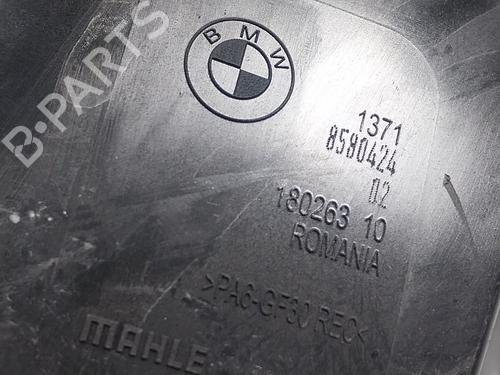 BMW
B-PARTS
1371
8580424
02
180263 10
ROMANIA
>PA6-GF30 REC<
MAHLE